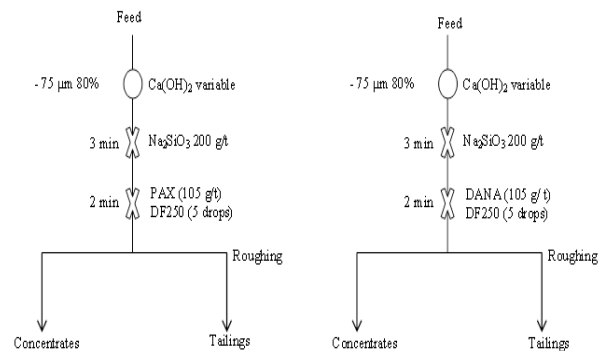 Feed
- 75 µm 80%
Ca(OH)₂ variable
3 min
Na₂SiO₃ 200 g/t
2 min
PAX (105 g/t)
DF250 (5 drops)
Roughing
Concentrates
Tailings
Feed
- 75 µm 80%
Ca(OH)₂ variable
3 min
Na₂SiO₃ 200 g/t
2 min
DANA (105 g/t)
DF250 (5 drops)
Roughing
Concentrates
Tailings